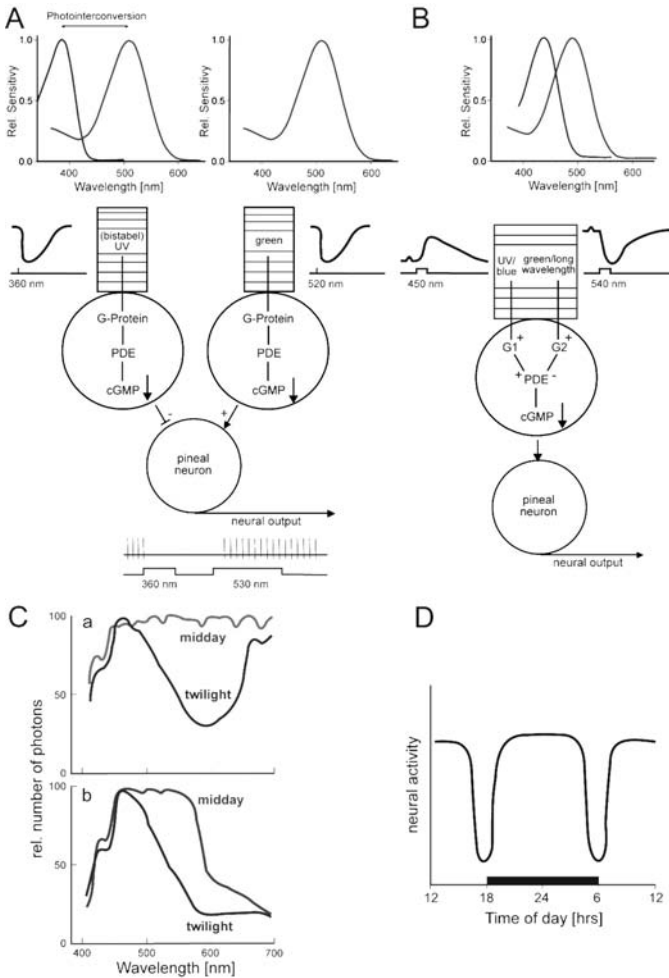 A
Photointerconversion
1.0
0.5
0
Rel. Sensitivy
400 500 600
Wavelength [nm]
1.0
0.5
0
Rel. Sensitivy
400 500 600
Wavelength [nm]
B
1.0
0.5
0
Rel. Sensitivy
400 500 600
Wavelength [nm]
360 nm
(bistabel)
UV
G-Protein
PDE
cGMP
-
green
520 nm
G-Protein
PDE
cGMP
+
pineal
neuron
neural output
360 nm 530 nm
450 nm
UV/
blue
green/long
wavelength
540 nm
G1 + G2 +
+ PDE -
cGMP
pineal
neuron
neural output
C
a
100
50
0
midday
twilight
rel. number of photons
b
100
50
0
midday
twilight
400 500 600 700
Wavelength [nm]
D
neural activity
12 18 24 6 12
Time of day [hrs]